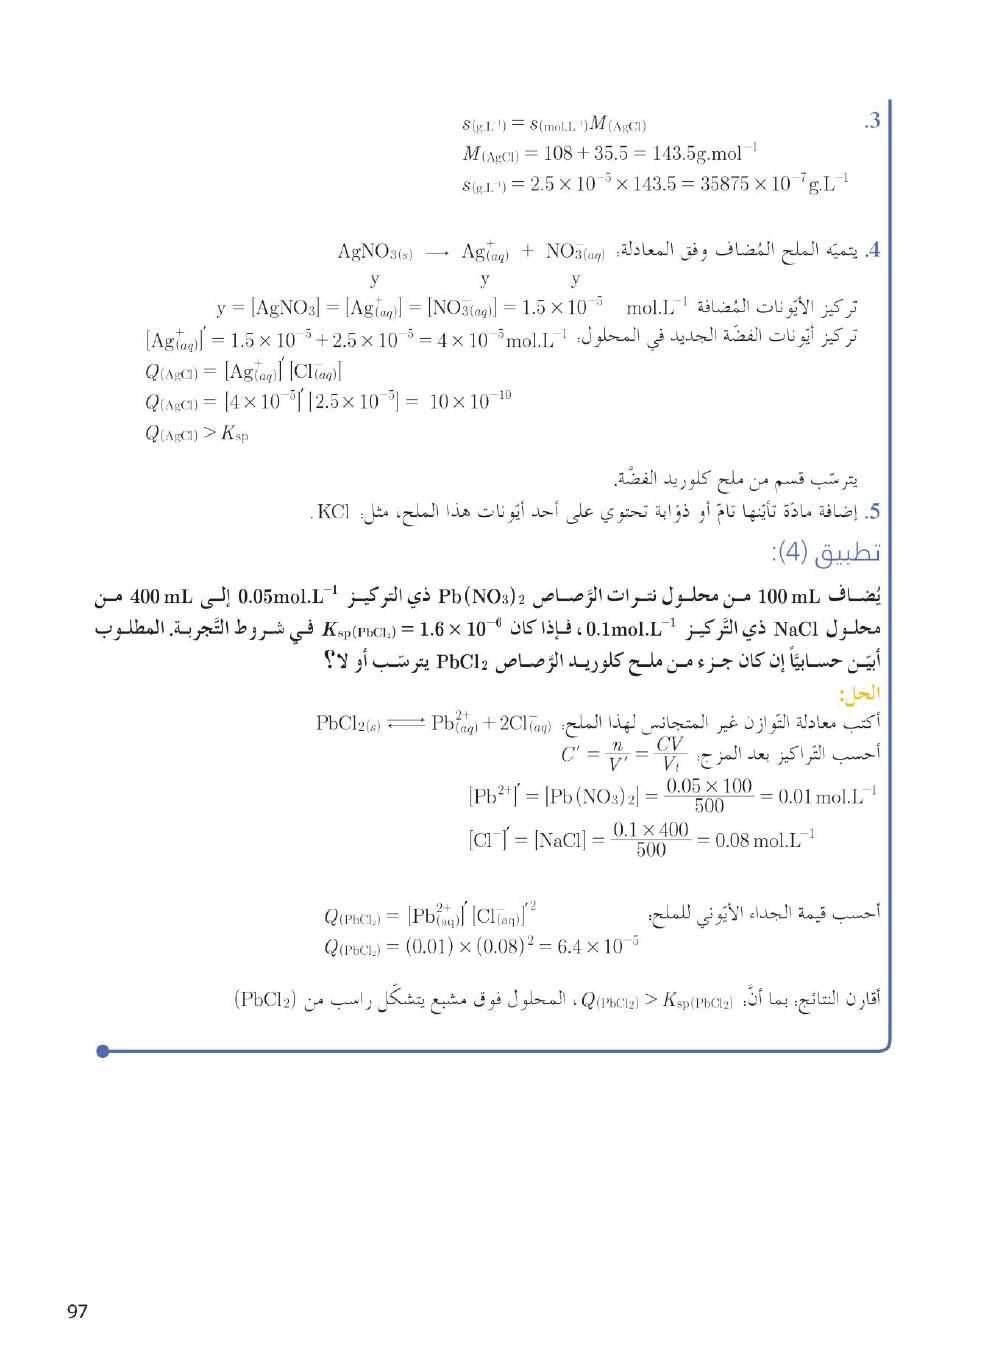 3. s(g.L⁻¹) = s(mol.L⁻¹)M(AgCl)
M(AgCl) = 108 + 35.5 = 143.5g.mol⁻¹
s(g.L⁻¹) = 2.5 × 10⁻⁵ × 143.5 = 35875 × 10⁻⁷g.L⁻¹
4. يتميّه الملح المُضاف وفق المعادلة: AgNO₃(s) ⟶ Ag⁺(aq) + NO₃⁻(aq)
y y y
تركيز الأيّونات المُضافة y = [AgNO₃] = [Ag⁺(aq)] = [NO₃⁻(aq)] = 1.5 × 10⁻⁵ mol.L⁻¹
تركيز أيّونات الفضّة الجديد في المحلول: [Ag⁺(aq)]′ = 1.5 × 10⁻⁵ + 2.5 × 10⁻⁵ = 4 × 10⁻⁵mol.L⁻¹
Q(AgCl) = [Ag⁺(aq)]′ [Cl⁻(aq)]
Q(AgCl) = [4 × 10⁻⁵]′ [2.5 × 10⁻⁵] = 10 × 10⁻¹⁰
Q(AgCl) > Ksp
يترسّب قسم من ملح كلوريد الفضّة.
5. إضافة مادّة تأيّنها تامّ أو ذوّابة تحتوي على أحد أيّونات هذا الملح، مثل: KCl .
تطبيق (4):
يُضاف 100 mL من محلول نترات الرَّصاص Pb(NO₃)₂ ذي التركيز 0.05mol.L⁻¹ إلى 400 mL من
محلول NaCl ذي التَّركيز 0.1mol.L⁻¹ ، فإذا كان Ksp(PbCl₂) = 1.6 × 10⁻⁶ في شروط التَّجربة. المطلوب
أبيّن حسابيَّاً إن كان جزء من ملح كلوريد الرَّصاص PbCl₂ يترسّب أو لا؟
الحل:
أكتب معادلة التّوازن غير المتجانس لهذا الملح: PbCl₂(s) ⇌ Pb²⁺(aq) + 2Cl⁻(aq)
أحسب التّراكيز بعد المزج: C′ = n/V′ = CV/Vt
[Pb²⁺]′ = [Pb(NO₃)₂] = 0.05 × 100/500 = 0.01 mol.L⁻¹
[Cl⁻]′ = [NaCl] = 0.1 × 400/500 = 0.08 mol.L⁻¹
أحسب قيمة الجداء الأيّوني للملح: Q(PbCl₂) = [Pb²⁺(aq)]′ [Cl⁻(aq)]′²
Q(PbCl₂) = (0.01) × (0.08)² = 6.4 × 10⁻⁵
أقارن النتائج: بما أنَّ: Q(PbCl₂) > Ksp(PbCl₂) ، المحلول فوق مشبع يتشكّل راسب من (PbCl₂)
97